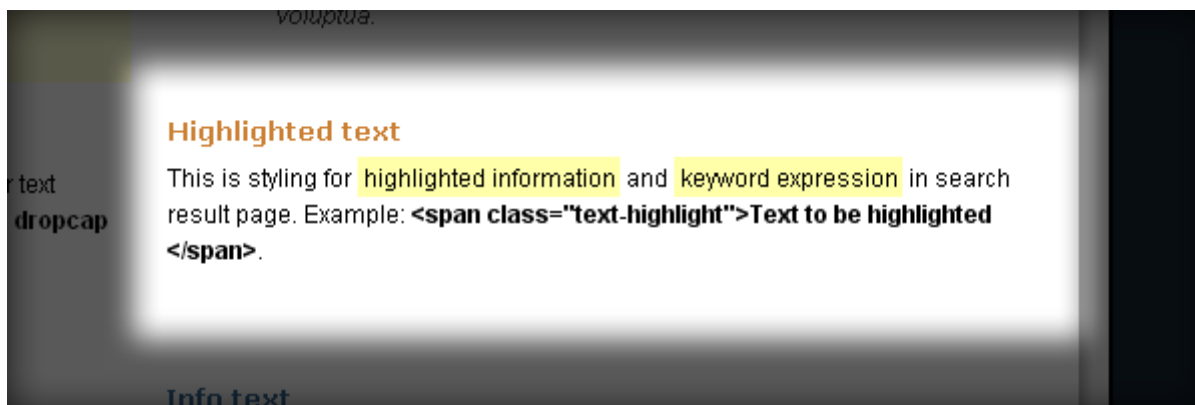 voluptua.
Highlighted text
This is styling for highlighted information and keyword expression in search
r text
result page. Example: <span class="text-highlight">Text to be highlighted
dropcap
</span>.
Info text